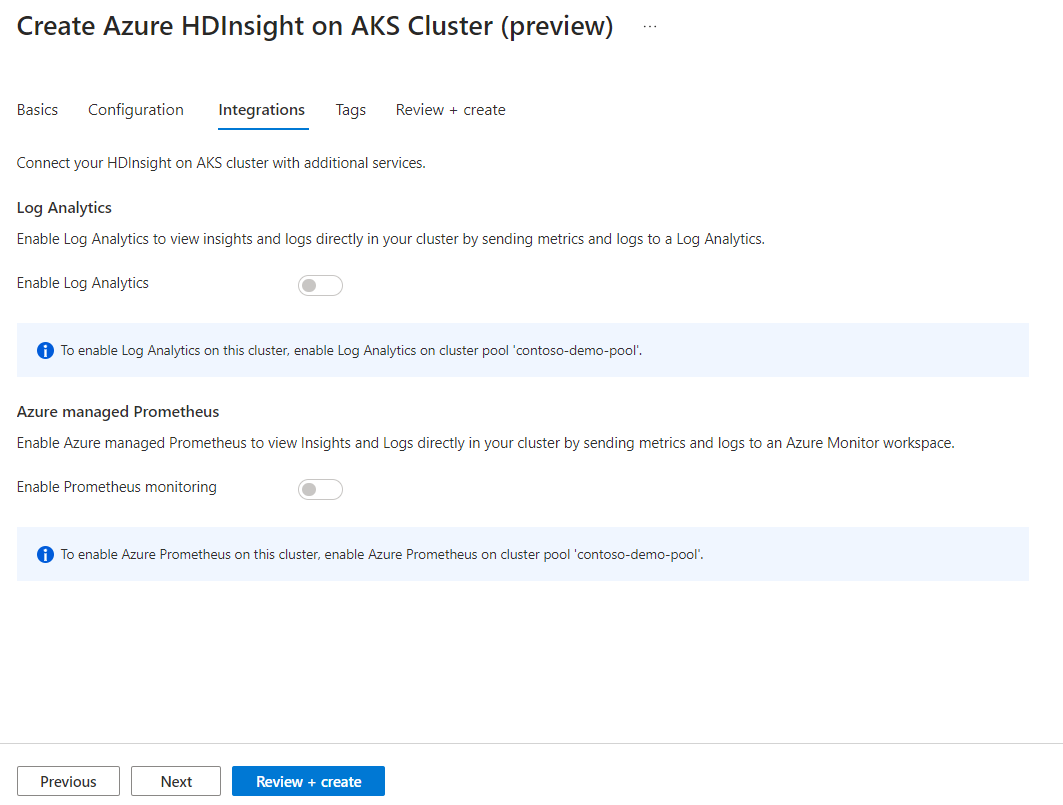 Create Azure HDInsight on AKS Cluster (preview) ...
Basics Configuration Integrations Tags Review + create
Connect your HDInsight on AKS cluster with additional services.
Log Analytics
Enable Log Analytics to view insights and logs directly in your cluster by sending metrics and logs to a Log Analytics.
Enable Log Analytics
To enable Log Analytics on this cluster, enable Log Analytics on cluster pool 'contoso-demo-pool'.
Azure managed Prometheus
Enable Azure managed Prometheus to view Insights and Logs directly in your cluster by sending metrics and logs to an Azure Monitor workspace.
Enable Prometheus monitoring
To enable Azure Prometheus on this cluster, enable Azure Prometheus on cluster pool 'contoso-demo-pool'.
Previous Next Review + create